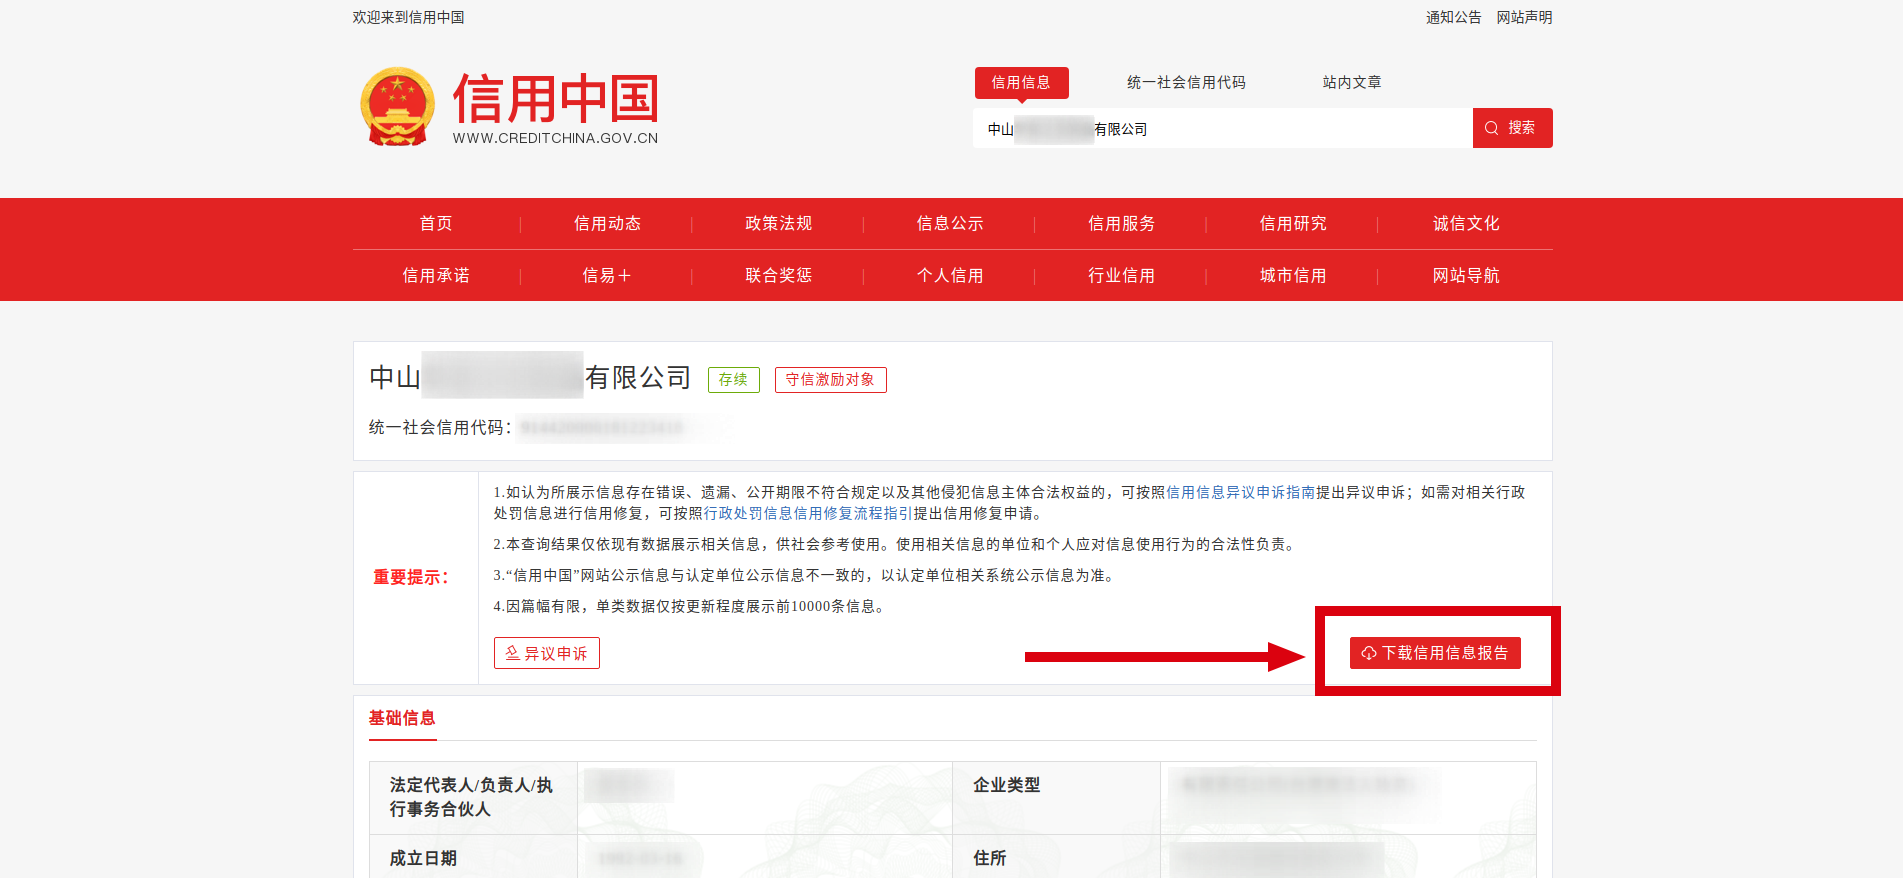 欢迎来到信用中国
通知公告 网站声明
信用中国
WWW.CREDITCHINA.GOV.CN
信用信息 统一社会信用代码 站内文章
中山 有限公司 搜索
首页 信用动态 政策法规 信息公示 信用服务 信用研究 诚信文化
信用承诺 信易＋ 联合奖惩 个人信用 行业信用 城市信用 网站导航
中山 有限公司 存续 守信激励对象
统一社会信用代码：
重要提示：
1.如认为所展示信息存在错误、遗漏、公开期限不符合规定以及其他侵犯信息主体合法权益的，可按照信用信息异议申诉指南提出异议申诉；如需对相关行政
处罚信息进行信用修复，可按照行政处罚信息信用修复流程指引提出信用修复申请。
2.本查询结果仅依现有数据展示相关信息，供社会参考使用。使用相关信息的单位和个人应对信息使用行为的合法性负责。
3.“信用中国”网站公示信息与认定单位公示信息不一致的，以认定单位相关系统公示信息为准。
4.因篇幅有限，单类数据仅按更新程度展示前10000条信息。
异议申诉 下载信用信息报告
基础信息
法定代表人/负责人/执
行事务合伙人
企业类型
成立日期 住所